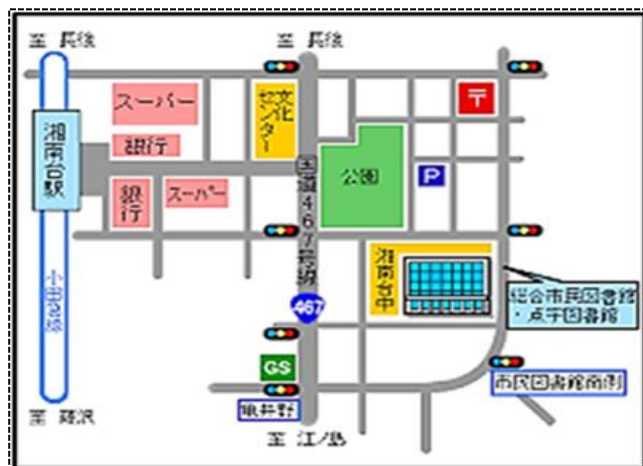 至 長後
至 長後
スーパー
文化
センター
〒
銀行
湘南台駅
国道467号線
公園
P
銀行
スーパー
小田急線
湘南台中
総合市民図書館
・点字図書館
467
GS
市民図書館南側
亀井野
至 藤沢
至 江ノ島